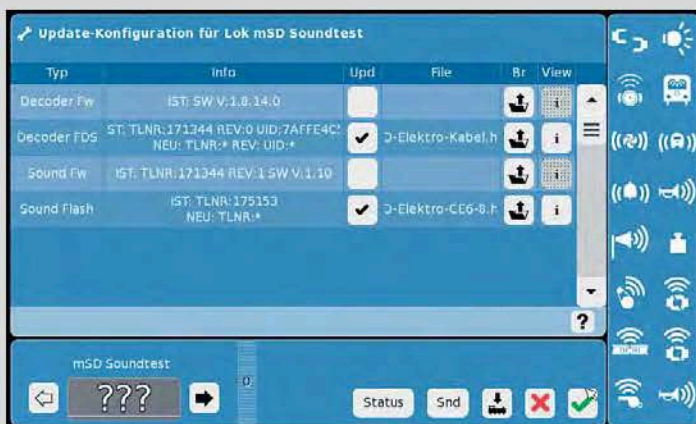 Update-Konfiguration für Lok mSD Soundtest
Typ Info Upd File Br View
Decoder Fw IST: SW V:1.8.14.0 i
Decoder FDS ST: TLNR:171344 REV:0 UID:7AFFE4C
NEU: TLNR:* REV: UID:* -Elektro-Kabel.h i
Sound Fw IST: TLNR:171344 REV:1 SW V:1.10 i
Sound Flash IST: TLNR:175153
NEU: TLNR:* -Elektro-CE6-8.h i
?
mSD Soundtest
??? 0
Status Snd